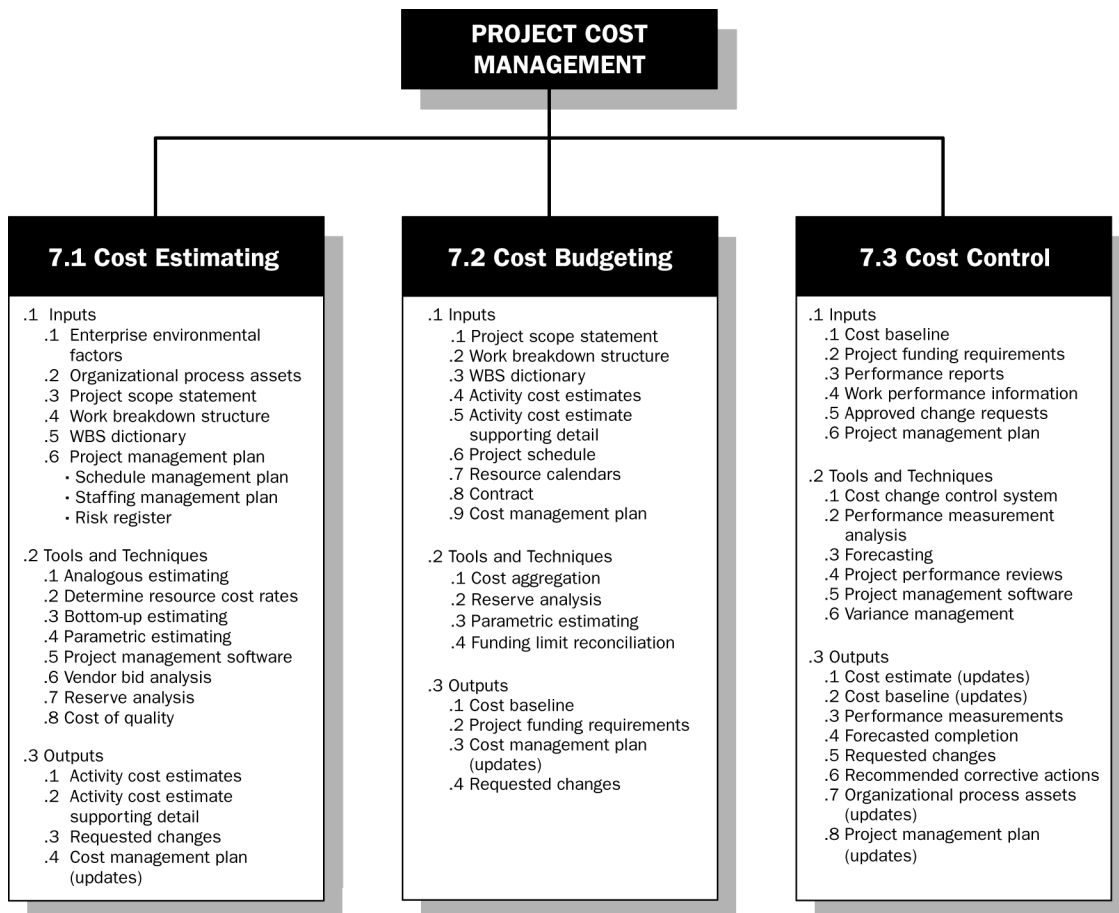 PROJECT COST
MANAGEMENT
7.1 Cost Estimating
.1 Inputs
.1 Enterprise environmental
factors
.2 Organizational process assets
.3 Project scope statement
.4 Work breakdown structure
.5 WBS dictionary
.6 Project management plan
· Schedule management plan
· Staffing management plan
· Risk register
.2 Tools and Techniques
.1 Analogous estimating
.2 Determine resource cost rates
.3 Bottom-up estimating
.4 Parametric estimating
.5 Project management software
.6 Vendor bid analysis
.7 Reserve analysis
.8 Cost of quality
.3 Outputs
.1 Activity cost estimates
.2 Activity cost estimate
supporting detail
.3 Requested changes
.4 Cost management plan
(updates)
7.2 Cost Budgeting
.1 Inputs
.1 Project scope statement
.2 Work breakdown structure
.3 WBS dictionary
.4 Activity cost estimates
.5 Activity cost estimate
supporting detail
.6 Project schedule
.7 Resource calendars
.8 Contract
.9 Cost management plan
.2 Tools and Techniques
.1 Cost aggregation
.2 Reserve analysis
.3 Parametric estimating
.4 Funding limit reconciliation
.3 Outputs
.1 Cost baseline
.2 Project funding requirements
.3 Cost management plan
(updates)
.4 Requested changes
7.3 Cost Control
.1 Inputs
.1 Cost baseline
.2 Project funding requirements
.3 Performance reports
.4 Work performance information
.5 Approved change requests
.6 Project management plan
.2 Tools and Techniques
.1 Cost change control system
.2 Performance measurement
analysis
.3 Forecasting
.4 Project performance reviews
.5 Project management software
.6 Variance management
.3 Outputs
.1 Cost estimate (updates)
.2 Cost baseline (updates)
.3 Performance measurements
.4 Forecasted completion
.5 Requested changes
.6 Recommended corrective actions
.7 Organizational process assets
(updates)
.8 Project management plan
(updates)